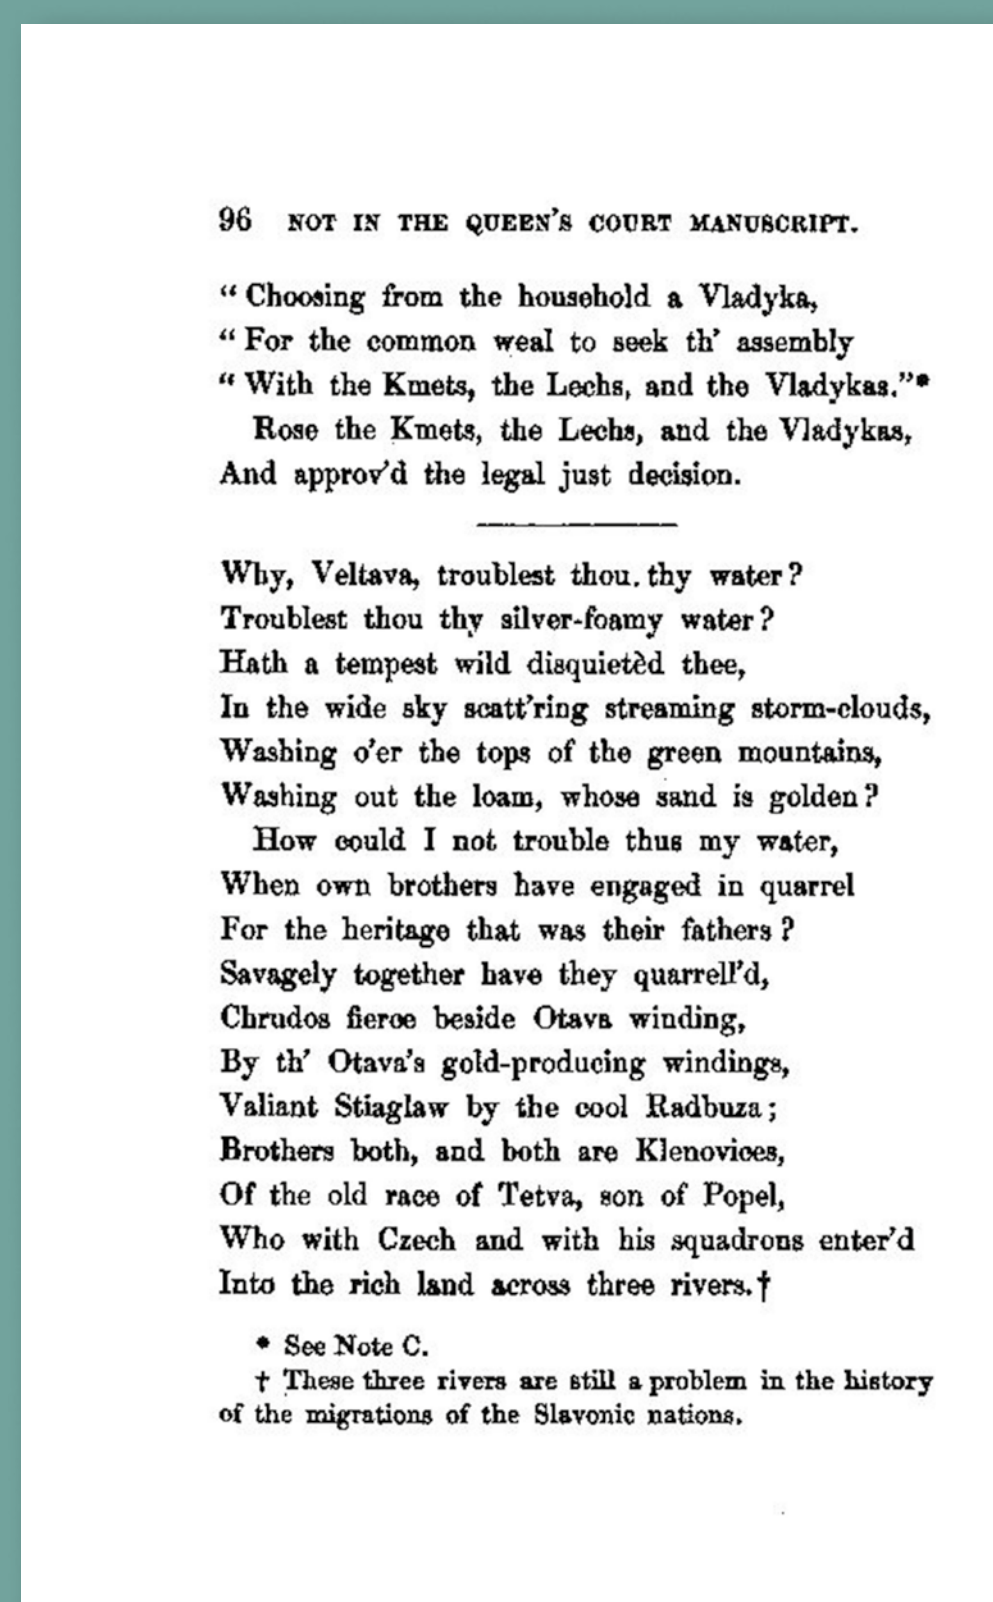 96 NOT IN THE QUEEN'S COURT MANUSCRIPT.
“ Choosing from the household a Vladyka,
“ For the common weal to seek th’ assembly
“ With the Kmets, the Lechs, and the Vladykas.”*
Rose the Kmets, the Lechs, and the Vladykas,
And approv’d the legal just decision.
Why, Veltava, troublest thou. thy water?
Troublest thou thy silver-foamy water?
Hath a tempest wild disquietèd thee,
In the wide sky scatt’ring streaming storm-clouds,
Washing o’er the tops of the green mountains,
Washing out the loam, whose sand is golden?
How could I not trouble thus my water,
When own brothers have engaged in quarrel
For the heritage that was their fathers?
Savagely together have they quarrell’d,
Chrudos fierce beside Otava winding,
By th’ Otava’s gold-producing windings,
Valiant Stiaglaw by the cool Radbuza;
Brothers both, and both are Klenovices,
Of the old race of Tetva, son of Popel,
Who with Czech and with his squadrons enter’d
Into the rich land across three rivers.†
* See Note C.
† These three rivers are still a problem in the history
of the migrations of the Slavonic nations.